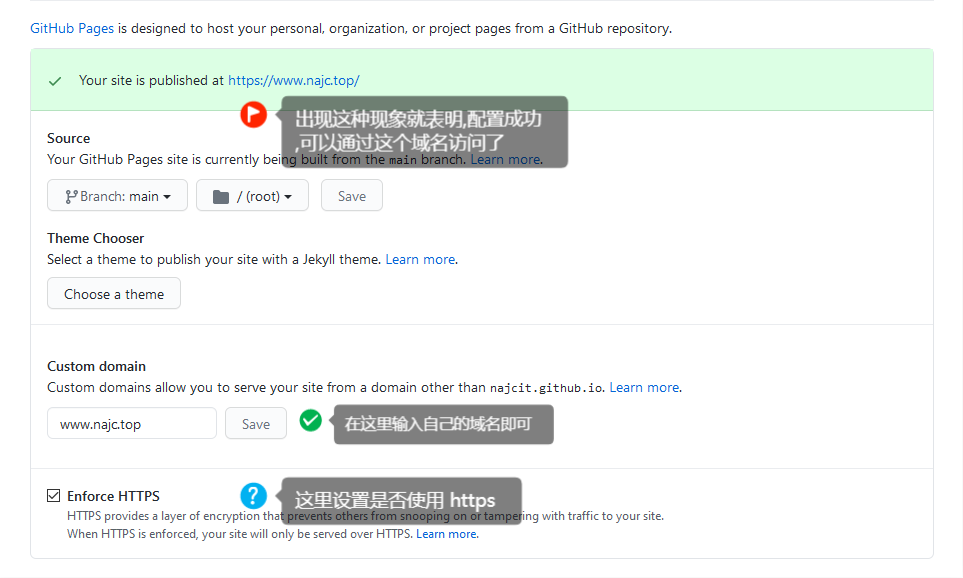 GitHub Pages is designed to host your personal, organization, or project pages from a GitHub repository.
Your site is published at https://www.najc.top/
出现这种现象就表明,配置成功
,可以通过这个域名访问了
Source
Your GitHub Pages site is currently being built from the main branch. Learn more.
Branch: main
/ (root)
Save
Theme Chooser
Select a theme to publish your site with a Jekyll theme. Learn more.
Choose a theme
Custom domain
Custom domains allow you to serve your site from a domain other than najcit.github.io. Learn more.
www.najc.top
Save
在这里输入自己的域名即可
Enforce HTTPS
这里设置是否使用 https
HTTPS provides a layer of encryption that prevents others from snooping on or tampering with traffic to your site.
When HTTPS is enforced, your site will only be served over HTTPS. Learn more.